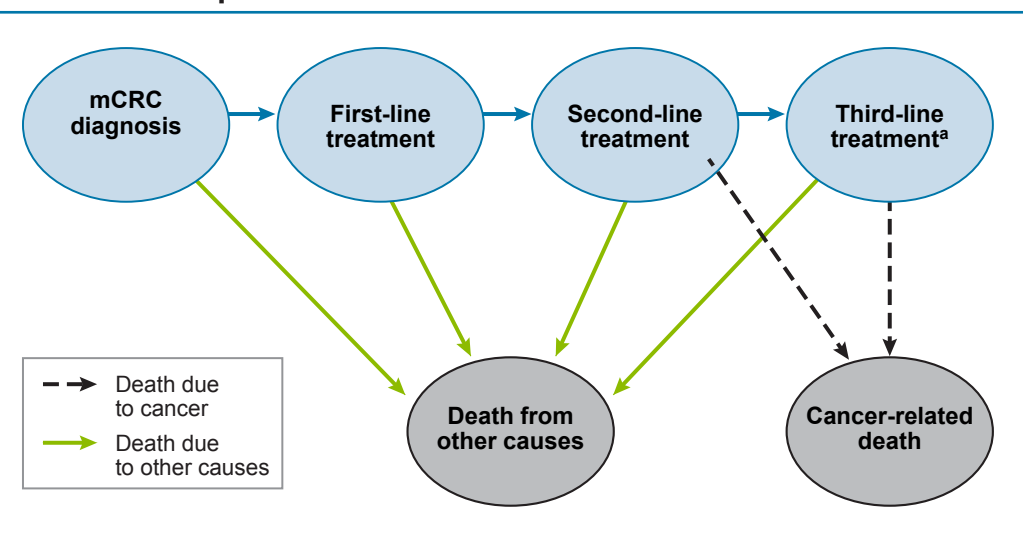 mCRC
diagnosis
First-line
treatment
Second-line
treatment
Third-line
treatmentᵃ
Death due
to cancer
Death due
to other causes
Death from
other causes
Cancer-related
death